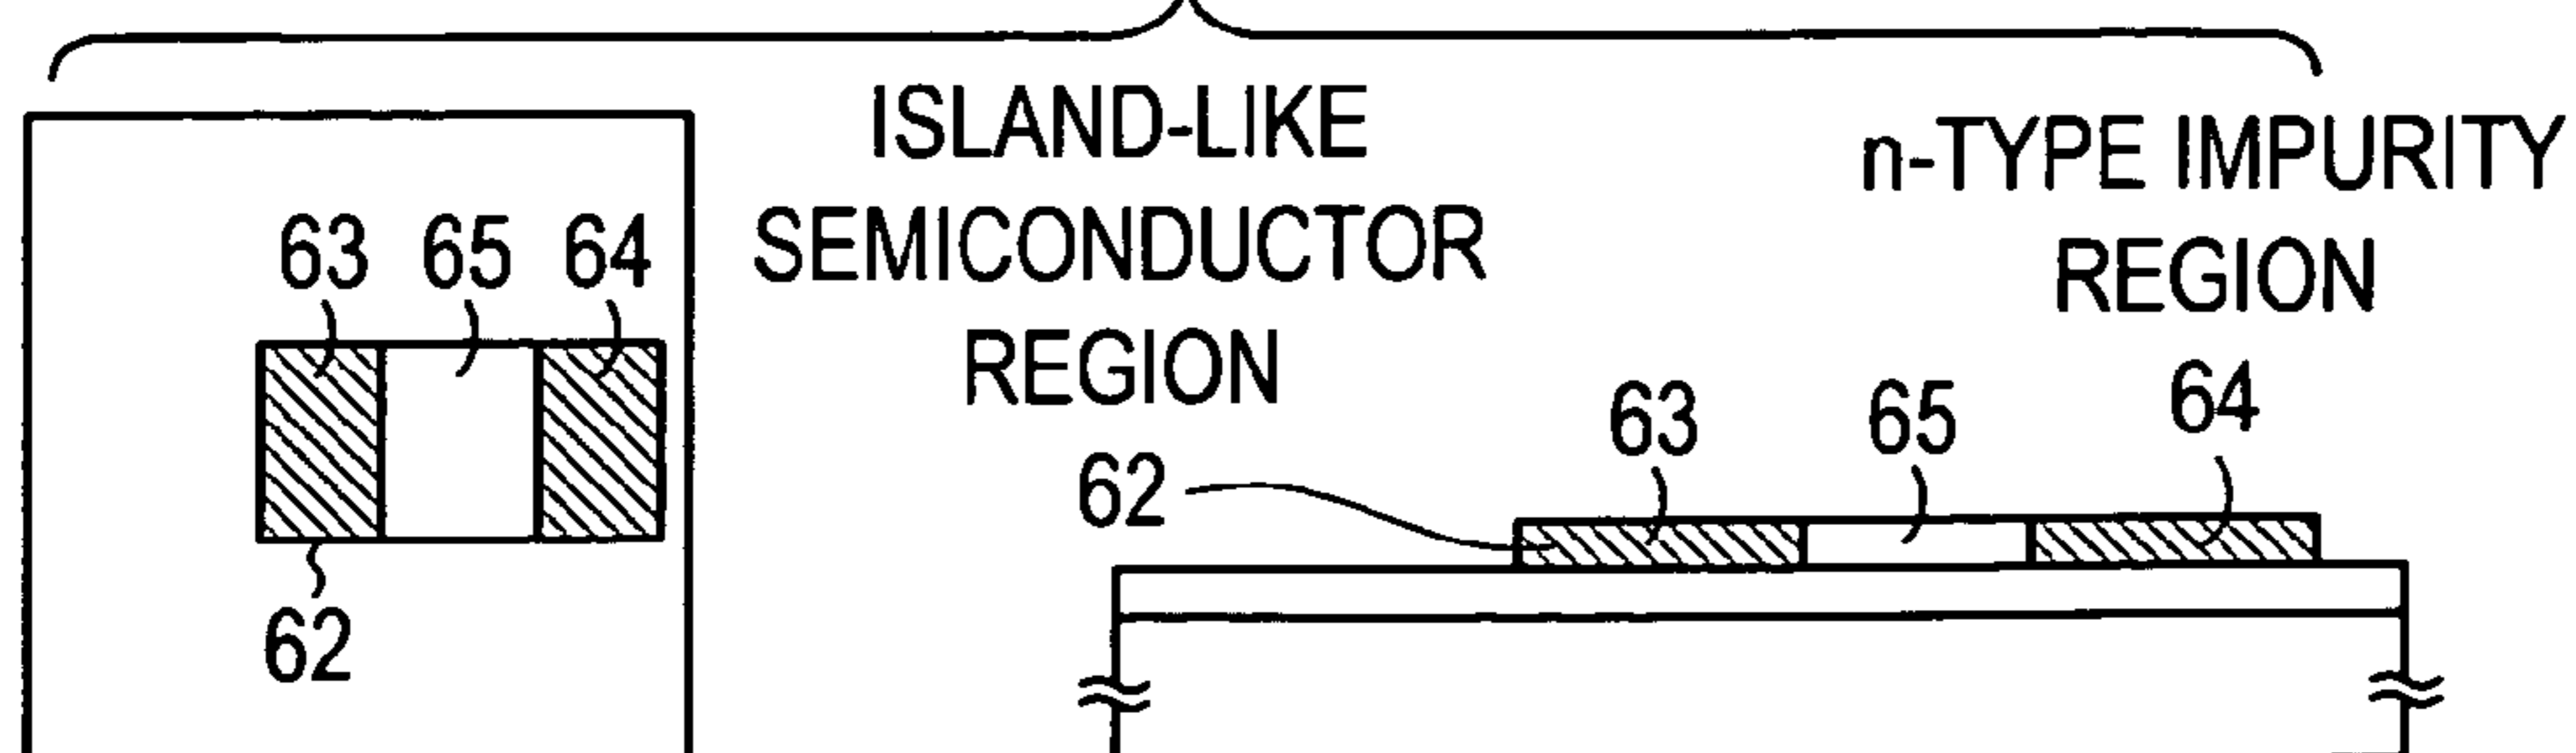 63 65 64
62
ISLAND-LIKE
SEMICONDUCTOR
REGION
62
63
65
n-TYPE IMPURITY
REGION
64